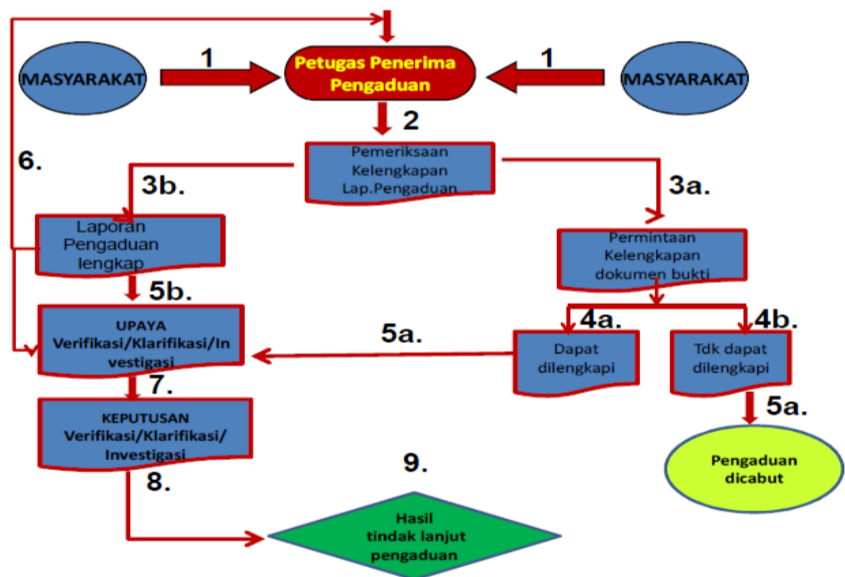 1
1
MASYARAKAT
Petugas Penerima
Pengaduan
MASYARAKAT
2
6.
Pemeriksaan
Kelengkapan
Lap.Pengaduan
3b.
3a.
Laporan
Pengaduan
lengkap
Permintaan
Kelengkapan
dokumen bukti
5b.
4a.
4b.
5a.
UPAYA
Verifikasi/Klarifikasi/In
vestigasi
Dapat
dilengkapi
Tdk dapat
dilengkapi
7.
5a.
KEPUTUSAN
Verifikasi/Klarifikasi/
Investigasi
Pengaduan
dicabut
8.
9.
Hasil
tindak lanjut
pengaduan